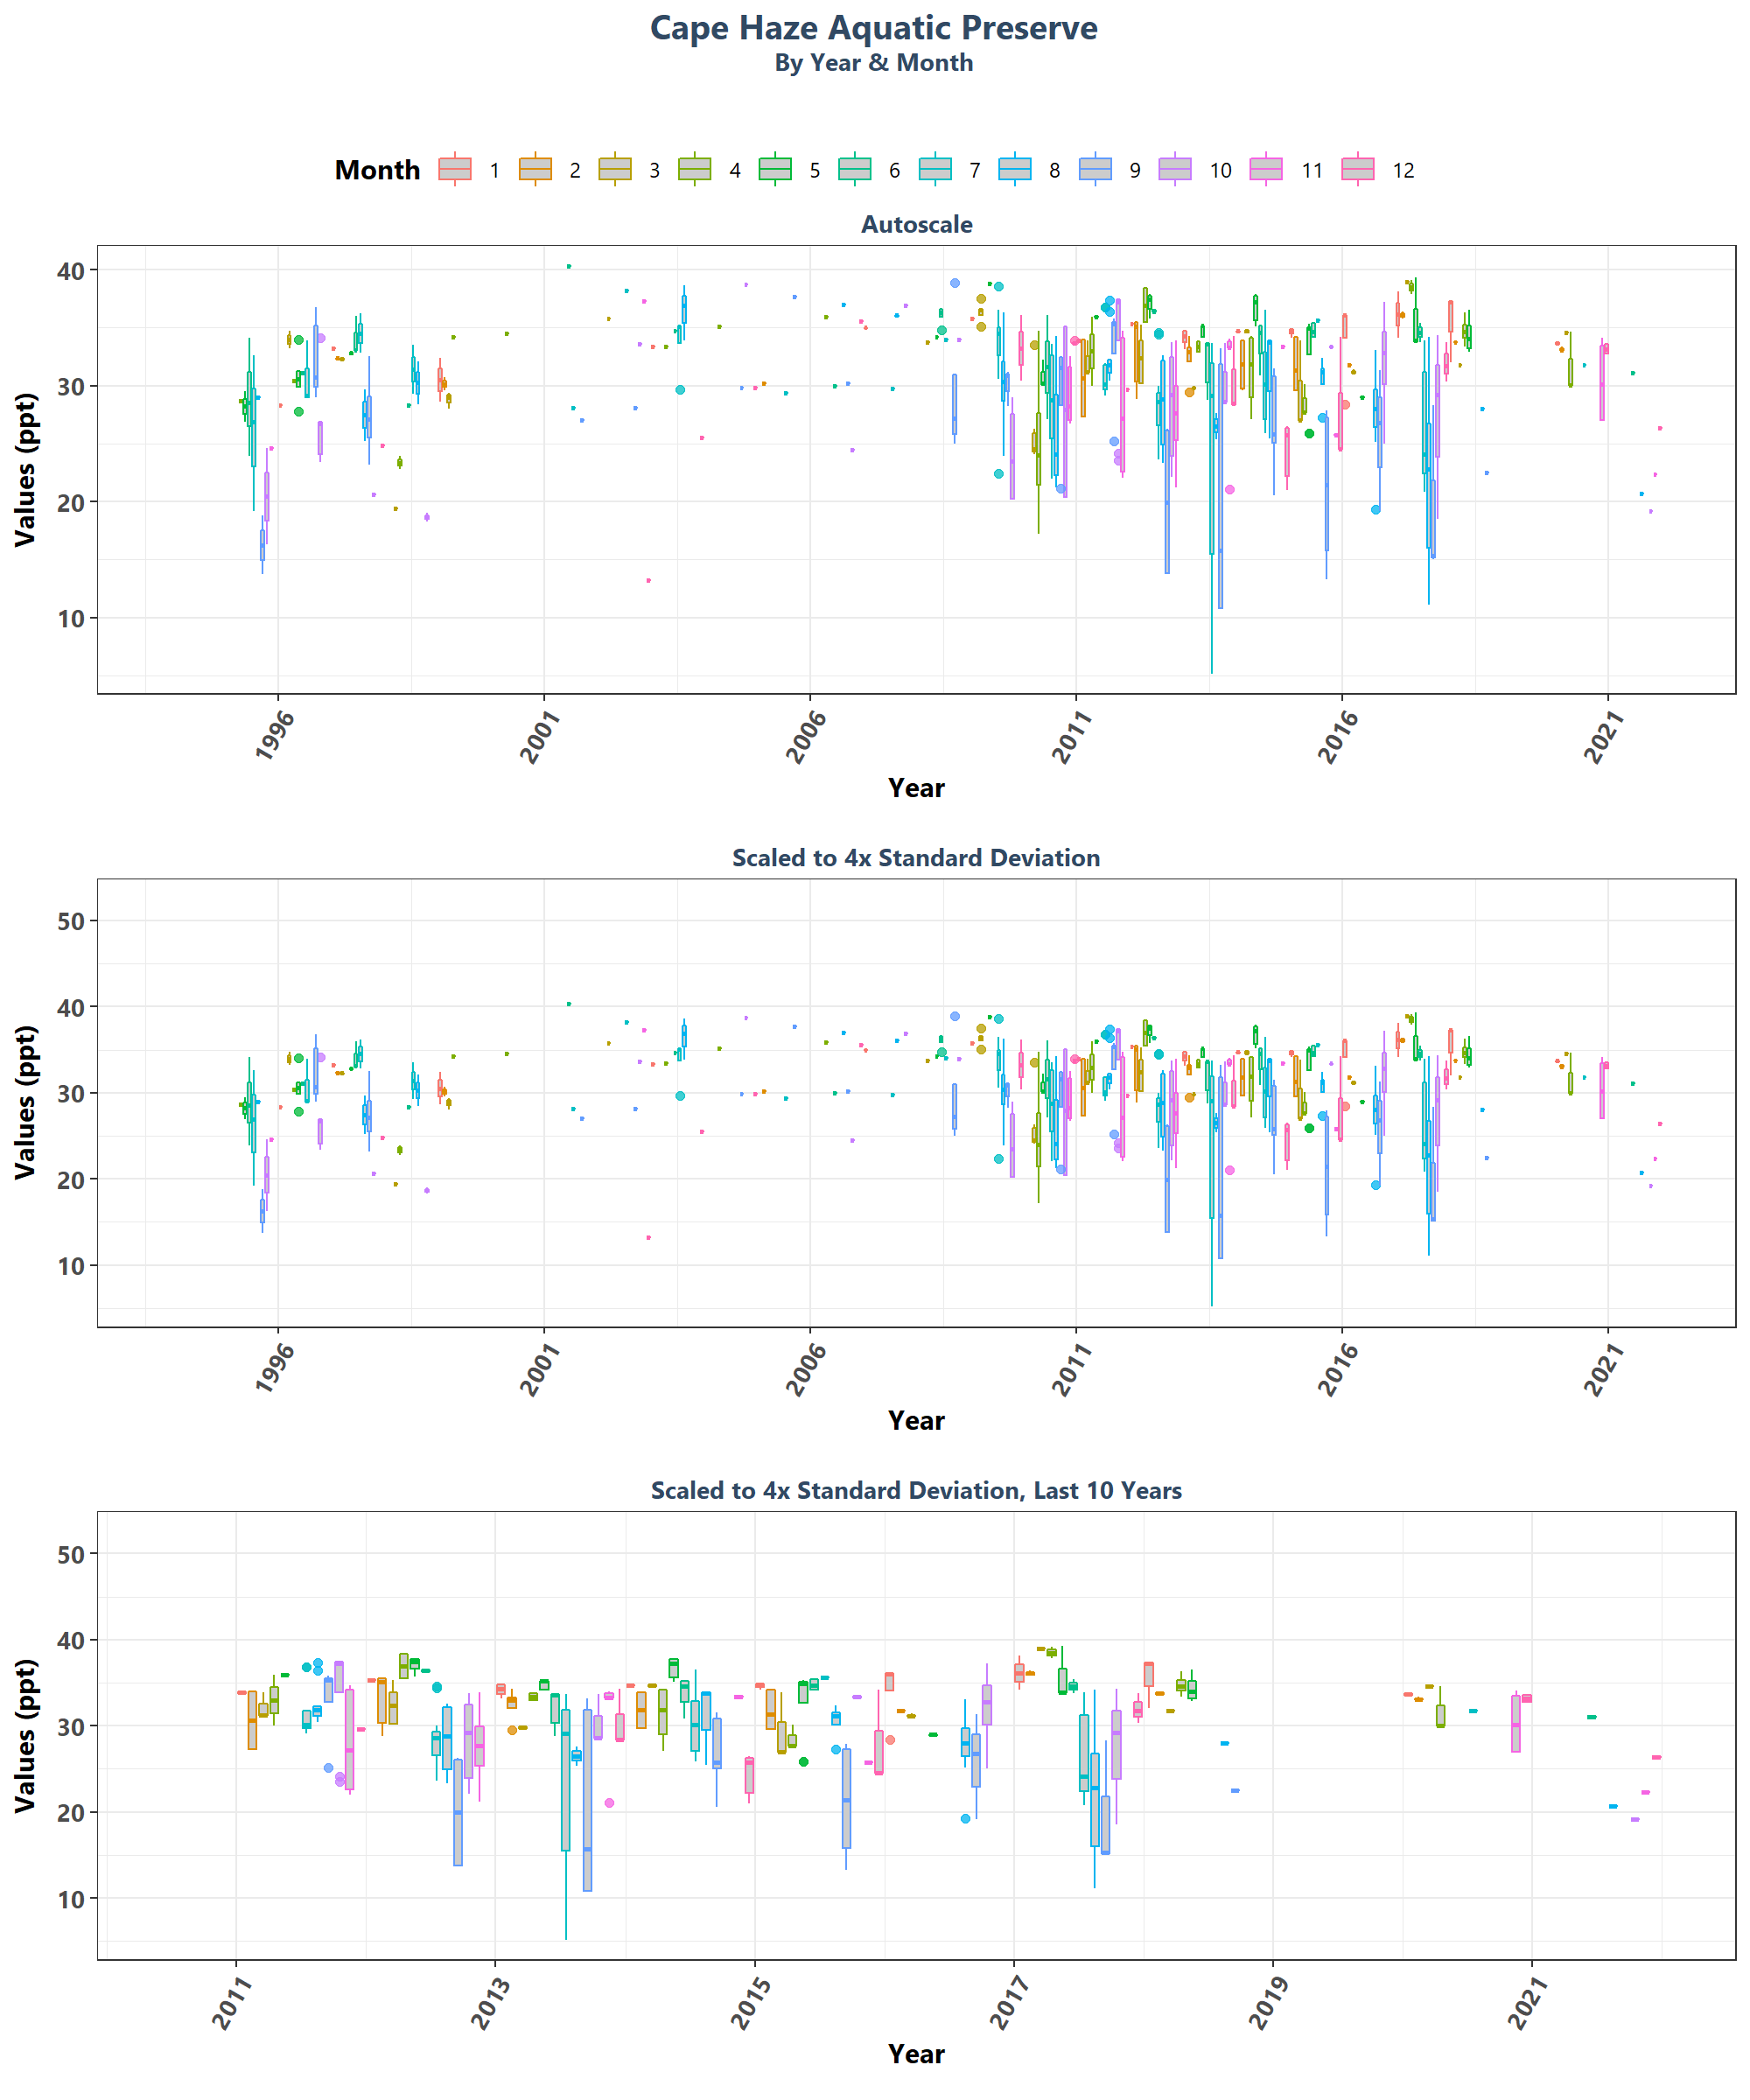 Cape Haze Aquatic Preserve
By Year & Month
Month 1 2 3 4 5 6 7 8 9 10 11 12
Autoscale
Values (ppt)
40
30
20
10
1996 2001 2006 2011 2016 2021
Year
Scaled to 4x Standard Deviation
Values (ppt)
50
40
30
20
10
1996 2001 2006 2011 2016 2021
Year
Scaled to 4x Standard Deviation, Last 10 Years
Values (ppt)
50
40
30
20
10
2011 2013 2015 2017 2019 2021
Year